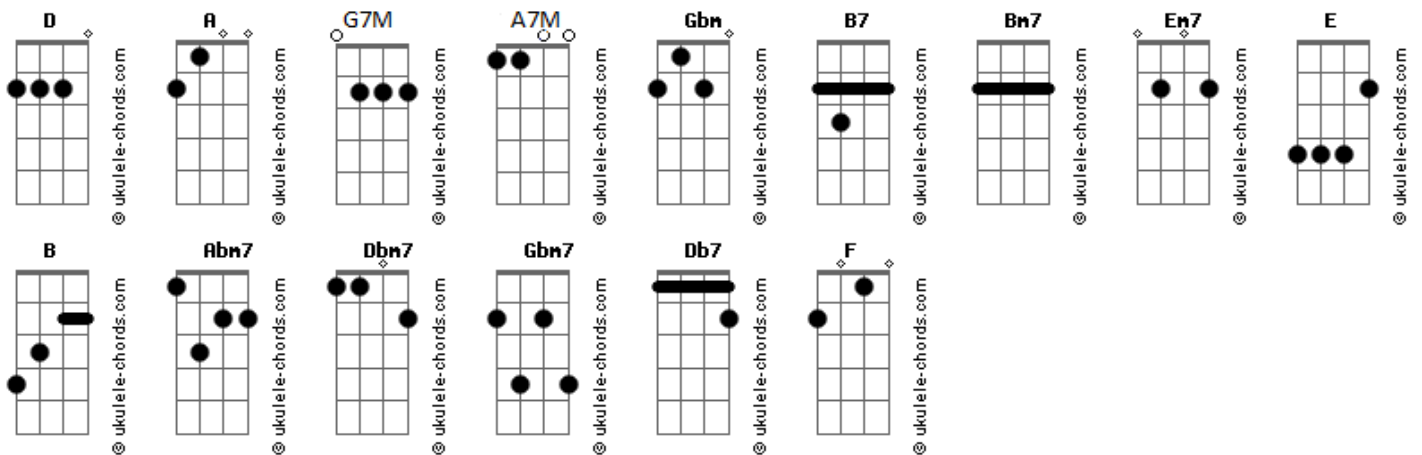 D A G7M A7M Gbm B7 Bm7 Em7 E
© ukulele-chords.com © ukulele-chords.com © ukulele-chords.com © ukulele-chords.com © ukulele-chords.com © ukulele-chords.com © ukulele-chords.com © ukulele-chords.com © ukulele-chords.com
B Abm7 Dbm7 Gbm7 Db7 F
© ukulele-chords.com © ukulele-chords.com © ukulele-chords.com © ukulele-chords.com © ukulele-chords.com © ukulele-chords.com